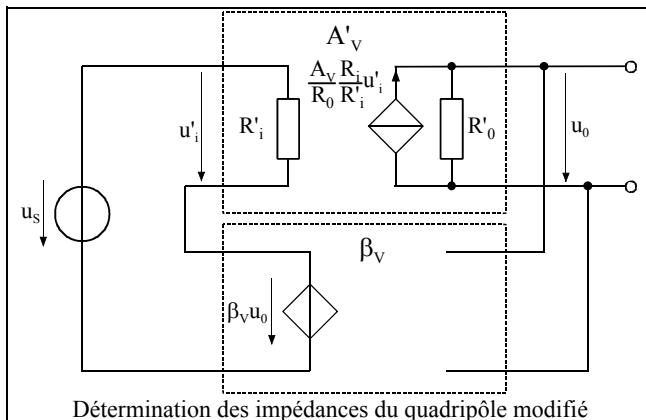 A'V
AV Ri
R0 R'i u'i
u'i
R'i
R'0
u0
uS
βV
βVu0
Détermination des impédances du quadripôle modifié